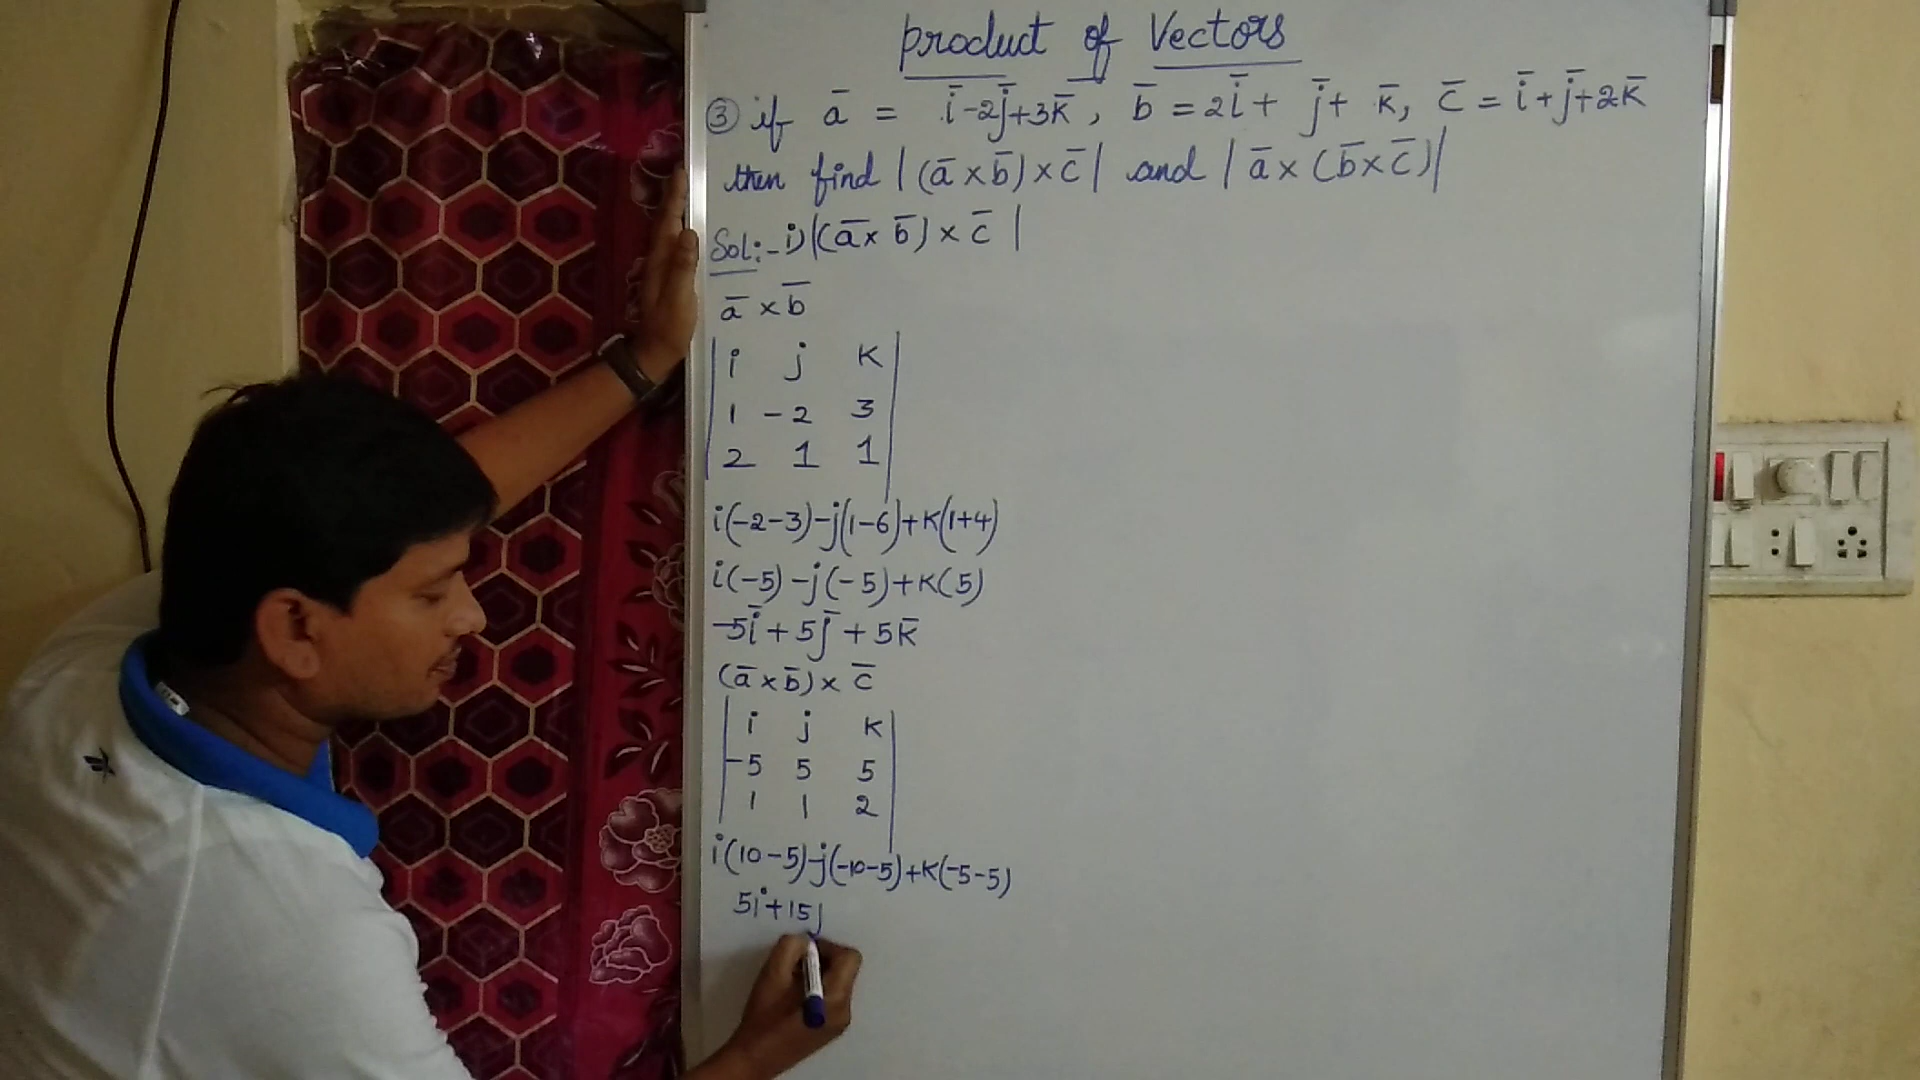 product of Vectors
③ if a̅ = i̅-2j̅+3k̅, b̅ = 2i̅+ j̅+ k̅, c̅ = i̅+j̅+2k̅
then find |(a̅ x b̅) x c̅| and |a̅ x (b̅ x c̅)|
Sol:- i) |(a̅ x b̅) x c̅ |
a̅ x b̅
| i j k |
| 1 -2 3 |
| 2 1 1 |
i(-2-3)-j(1-6)+k(1+4)
i(-5)-j(-5)+k(5)
-5i̅+5j̅+5k̅
(a̅ x b̅) x c̅
| i j k |
| -5 5 5 |
| 1 1 2 |
i(10-5)-j(-10-5)+k(-5-5)
5i+15j